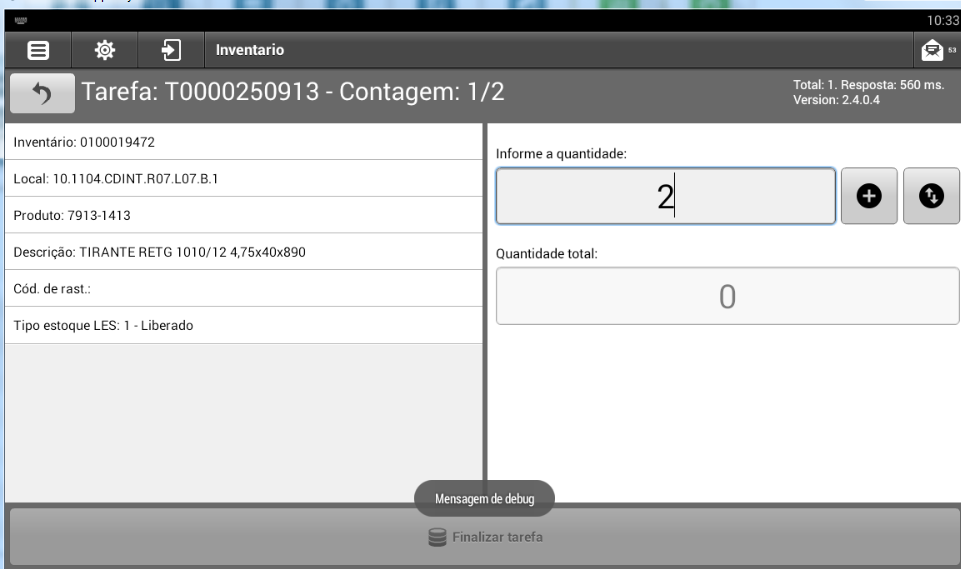 10:33
Inventario
53
Tarefa: T0000250913 - Contagem: 1/2
Total: 1. Resposta: 560 ms.
Version: 2.4.0.4
Inventário: 0100019472
Local: 10.1104.CDINT.R07.L07.B.1
Produto: 7913-1413
Descrição: TIRANTE RETG 1010/12 4,75x40x890
Cód. de rast.:
Tipo estoque LES: 1 - Liberado
Informe a quantidade:
2
Quantidade total:
0
Mensagem de debug
Finalizar tarefa